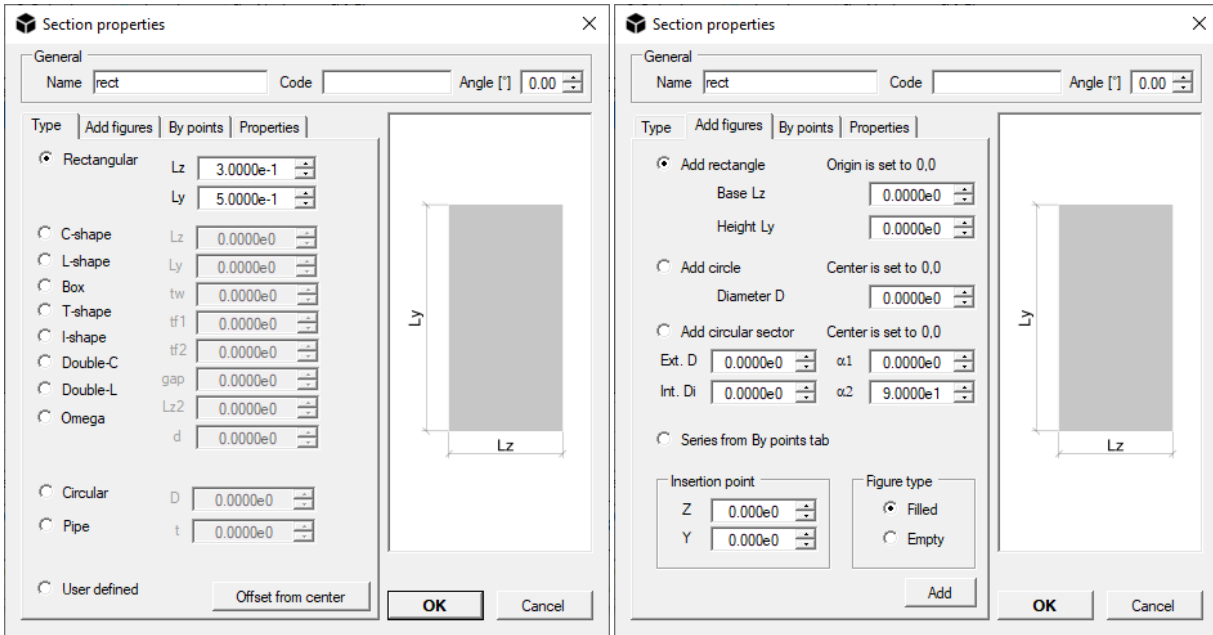 Section properties
General
Name rect Code Angle [°] 0.00
Type Add figures By points Properties
Rectangular Lz 3.0000e-1
Ly 5.0000e-1
C-shape Lz 0.0000e0
L-shape Ly 0.0000e0
Box tw 0.0000e0
T-shape tf1 0.0000e0
I-shape tf2 0.0000e0
Double-C gap 0.0000e0
Double-L Lz2 0.0000e0
Omega d 0.0000e0
Circular D 0.0000e0
Pipe t 0.0000e0
User defined Offset from center
Ly
Lz
OK Cancel
Section properties
General
Name rect Code Angle [°] 0.00
Type Add figures By points Properties
Add rectangle Origin is set to 0,0
Base Lz 0.0000e0
Height Ly 0.0000e0
Add circle Center is set to 0,0
Diameter D 0.0000e0
Add circular sector Center is set to 0,0
Ext. D 0.0000e0 α1 0.0000e0
Int. Di 0.0000e0 α2 9.0000e1
Series from By points tab
Insertion point Figure type
Z 0.000e0 Filled
Y 0.000e0 Empty
Add
Ly
Lz
OK Cancel